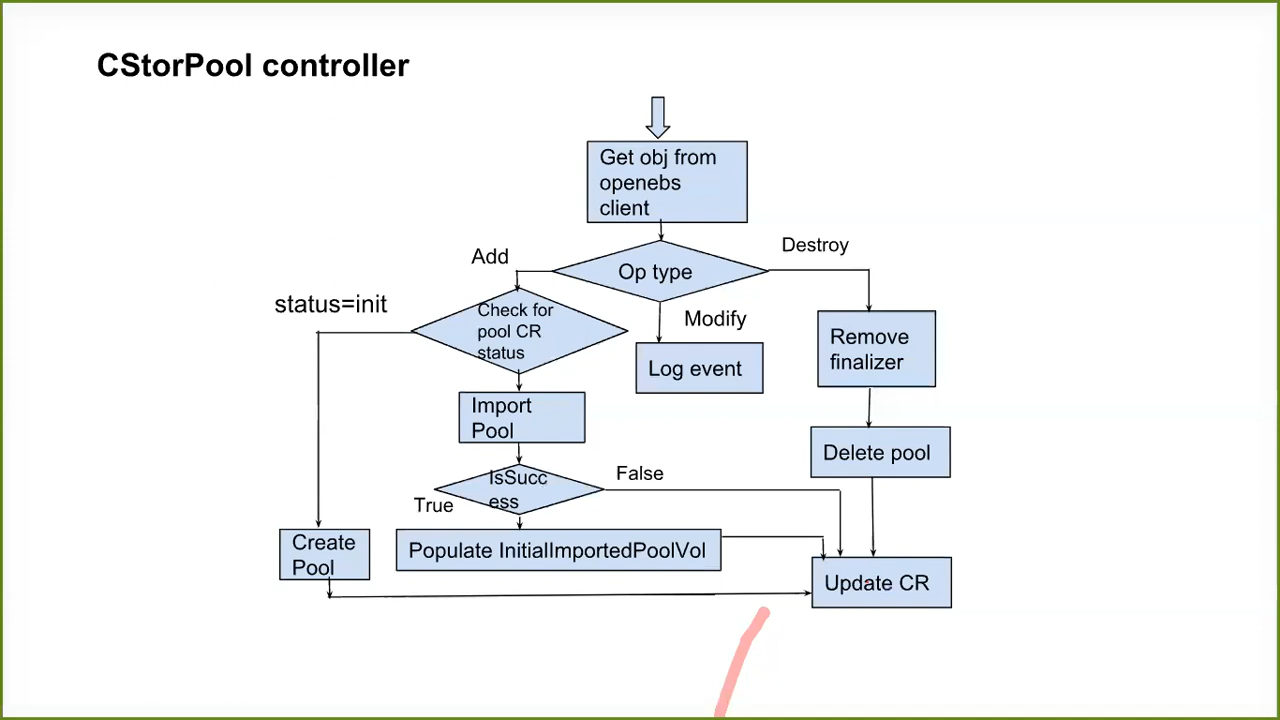 CStorPool controller
Get obj from
openebs
client
Destroy
Add
Op type
status=init
Check for
pool CR
status
Modify
Remove
finalizer
Log event
Import
Pool
Delete pool
IsSucc
ess
False
True
Create
Pool
Populate InitialImportedPoolVol
Update CR